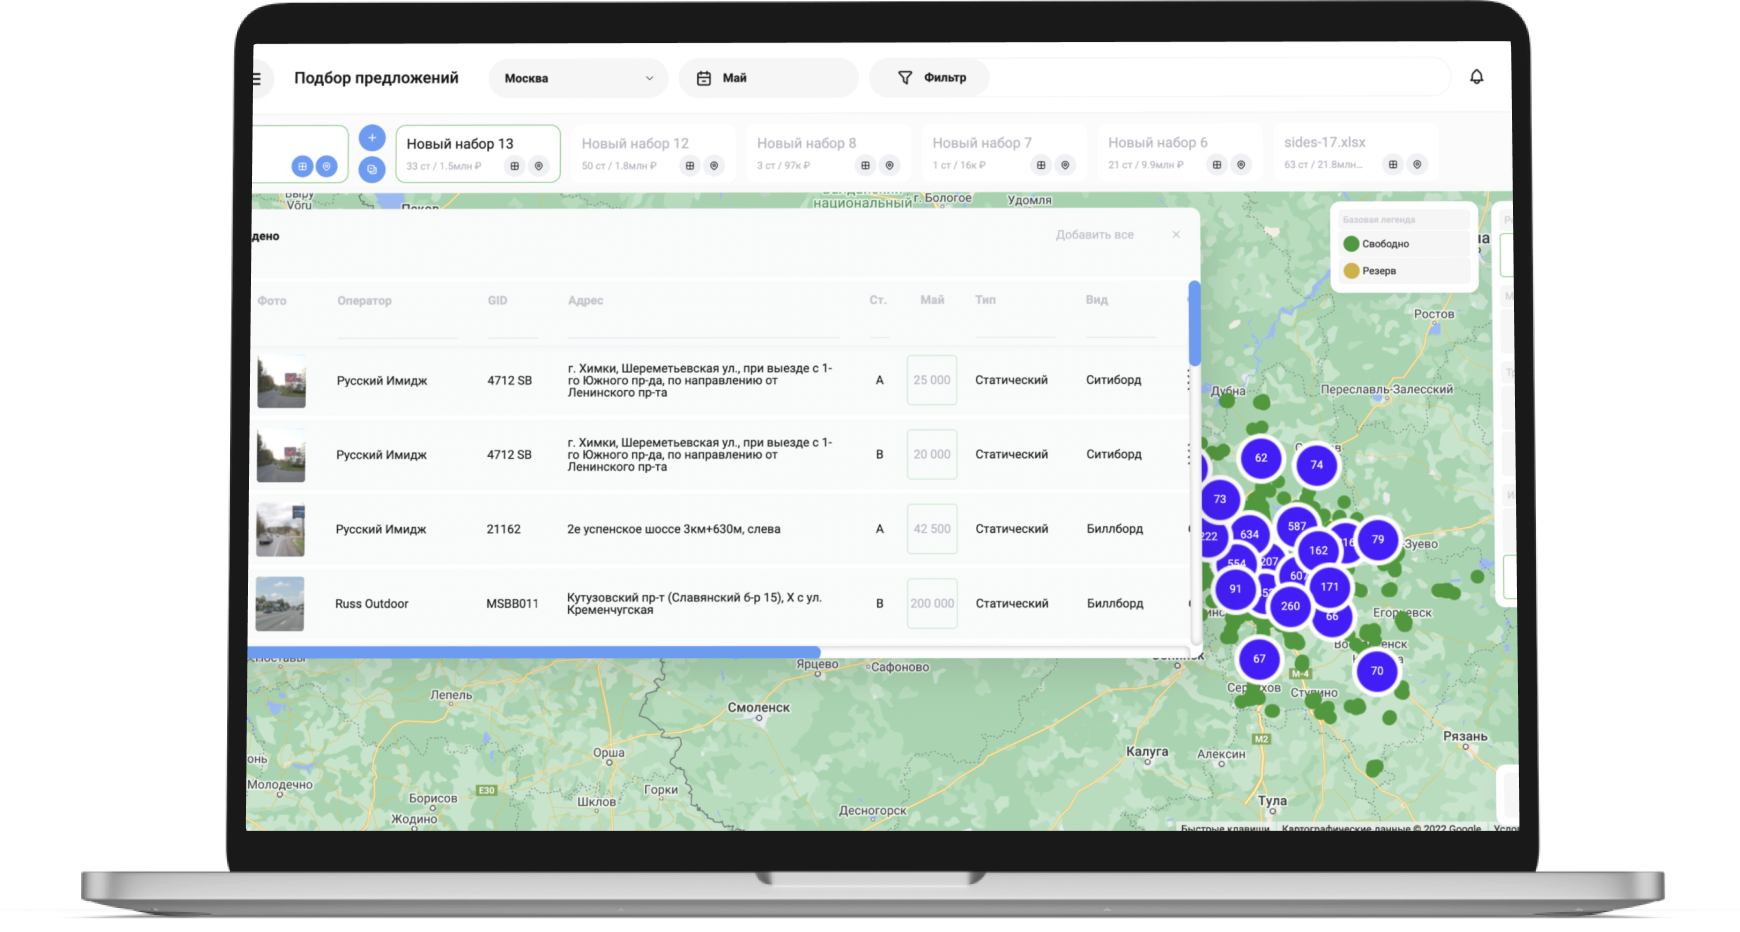 Подбор предложений
Москва
Май
Фильтр
Новый набор 13
33 ст / 1.5млн ₽
Новый набор 12
50 ст / 1.8млн ₽
Новый набор 8
3 ст / 97к ₽
Новый набор 7
1 ст / 16к ₽
Новый набор 6
21 ст / 9.9млн ₽
sides-17.xlsx
63 ст / 21.8млн...
Võru
национальный
г. Бологое
Удомля
дено
Добавить все
Базовая легенда
Свободно
Резерв
Фото
Оператор
GID
Адрес
Ст.
Май
Тип
Вид
Русский Имидж
4712 SB
г. Химки, Шереметьевская ул., при выезде с 1-
го Южного пр-да, по направлению от
Ленинского пр-та
A
25 000
Статический
Ситиборд
Русский Имидж
4712 SB
г. Химки, Шереметьевская ул., при выезде с 1-
го Южного пр-да, по направлению от
Ленинского пр-та
B
20 000
Статический
Ситиборд
Русский Имидж
21162
2е успенское шоссе 3км+630м, слева
A
42 500
Статический
Биллборд
Russ Outdoor
MSBB011
Кутузовский пр-т (Славянский б-р 15), X с ул.
Кременчугская
B
200 000
Статический
Биллборд
Ростов
Дубна
Переславль-Залесский
62
74
73
587
634
222
162
79
Зуево
554
207
607
91
171
260
66
Егорьевск
67
70
M-4
Серпухов
Ступино
M2
Рязань
Калуга
Алексин
Тула
Ярцево
Сафоново
Лепель
Смоленск
Орша
Горки
Шклов
E30
Борисов
Жодино
Молодечно
Десногорск
Быстрые клавиши
Картографические данные © 2022 Google